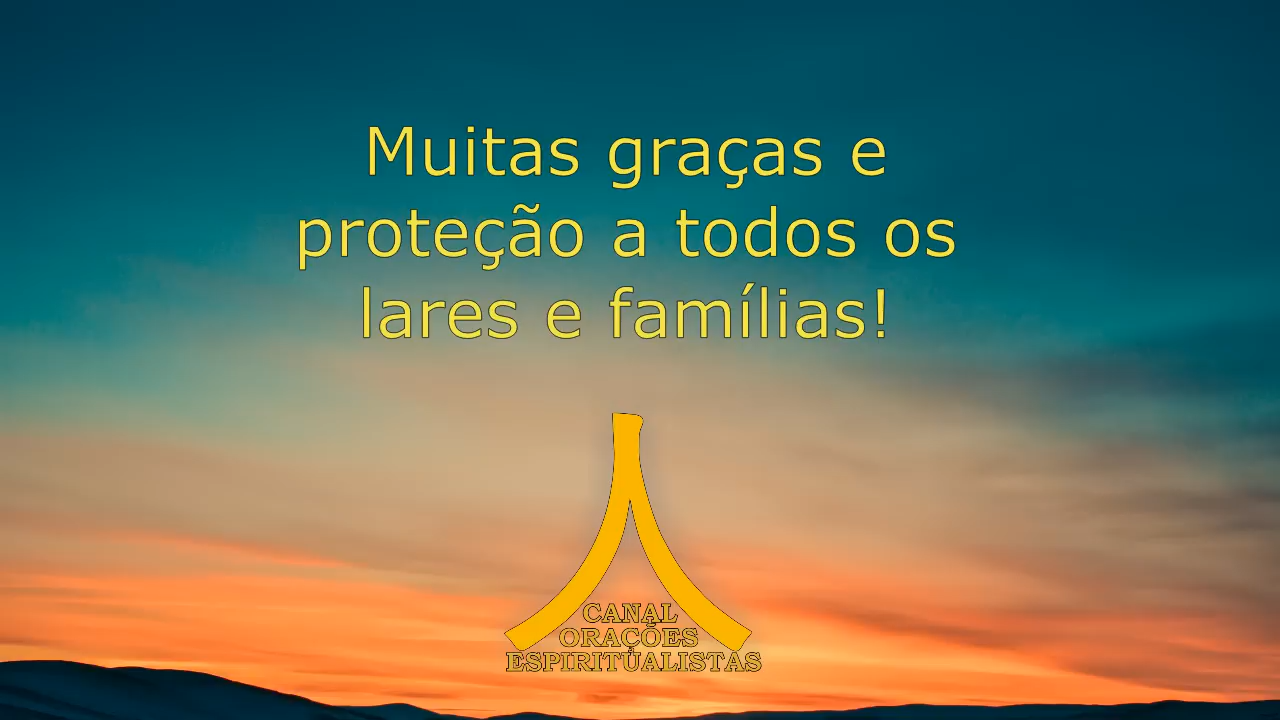 Muitas graças e
proteção a todos os
lares e famílias!
CANAL
ORAÇÕES
ESPIRITUALISTAS